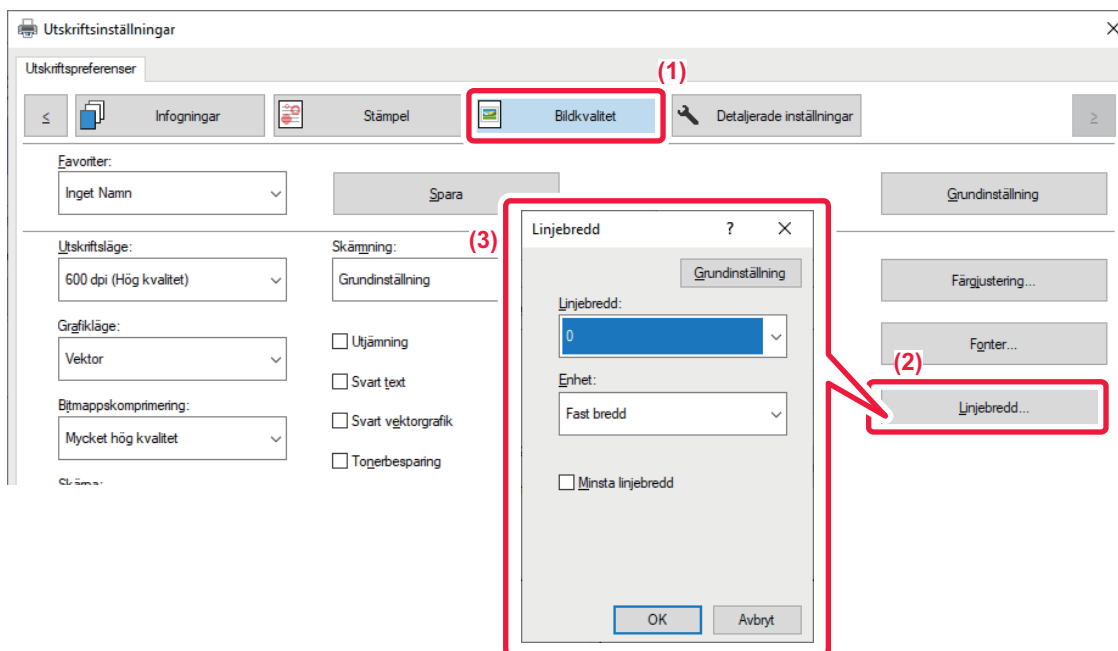 Utskriftsinställningar
Utskriftspreferenser
(1)
Infogningar
Stämpel
Bildkvalitet
Detaljerade inställningar
Favoriter:
Inget Namn
Spara
Grundinställning
Utskriftsläge:
600 dpi (Hög kvalitet)
Skärmning:
Grundinställning
Färgjustering...
Grafikläge:
Vektor
Utjämning
Svart text
Svart vektorgrafik
Tonerbesparing
Fonter...
Bitmappskomprimering:
Mycket hög kvalitet
(2)
Linjebredd...
Skärpa:
(3)
Linjebredd
?
Grundinställning
Linjebredd:
0
Enhet:
Fast bredd
Minsta linjebredd
OK
Avbryt